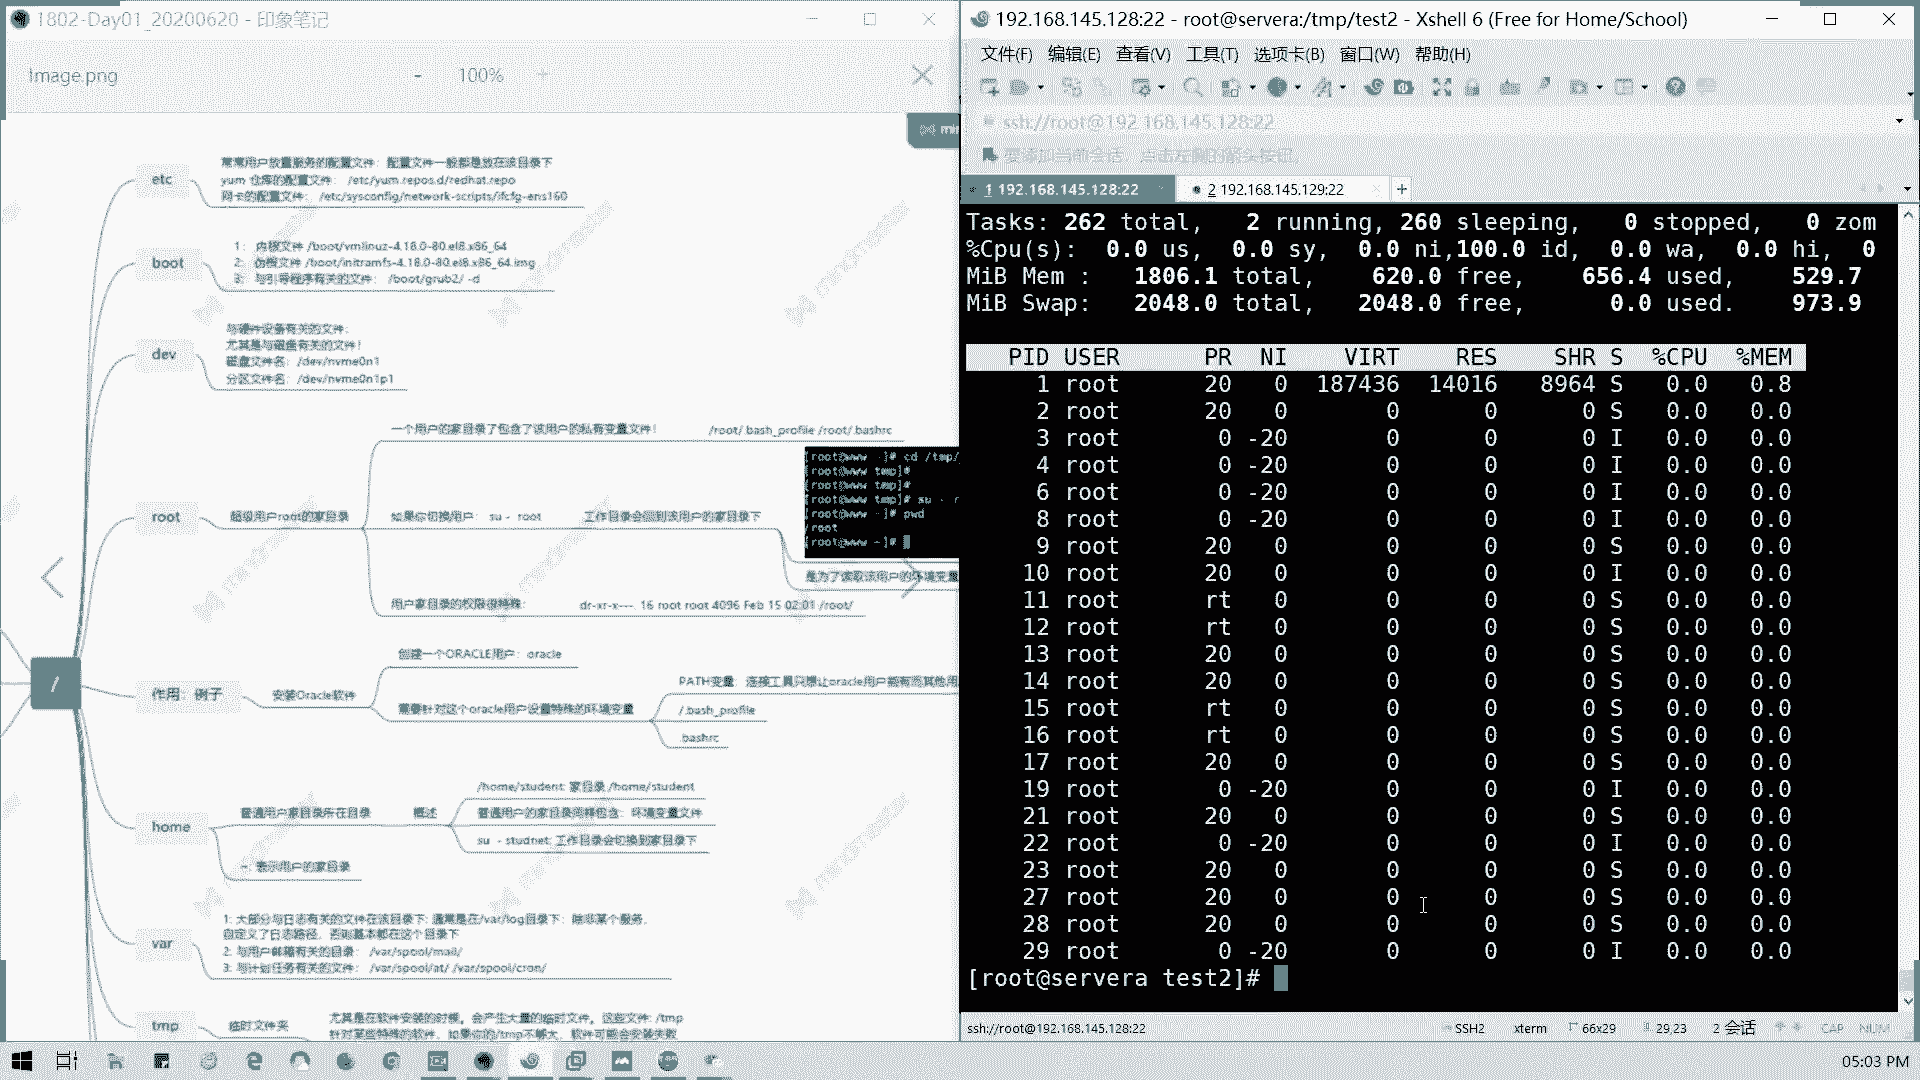 1802-Day01_20200620 - 印象笔记
Image.png
- 100% +
etc
常常用户放置服务的配置文件：配置文件一般都是放在该目录下
yum 仓库的配置文件： /etc/yum.repos.d/redhat.repo
网卡的配置文件： /etc/sysconfig/network-scripts/ifcfg-ens160
boot
1： 内核文件 /boot/vmlinuz-4.18.0-80.el8.x86_64
2： 伪根文件 /boot/initramfs-4.18.0-80.el8.x86_64.img
3： 与引导程序有关的文件： /boot/grub2/ -d
dev
与硬件设备有关的文件：
尤其是与磁盘有关的文件！
磁盘文件名：/dev/nvme0n1
分区文件名：/dev/nvme0n1p1
root
超级用户root的家目录
一个用户的家目录了包含了该用户的私有变量文件！ /root/.bash_profile /root/.bashrc
如果你切换用户： su - root
工作目录会回到该用户的家目录下
是为了读取该用户的环境变量
用户家目录的权限很特殊： dr-xr-x---. 16 root root 4096 Feb 15 02:01 /root/
[root@www ~]# cd /tmp/
[root@www tmp]#
[root@www tmp]#
[root@www tmp]# su - r
[root@www ~]# pwd
/root
[root@www ~]#
/
作用：例子
安装Oracle软件
创建一个ORACLE用户：oracle
需要针对这个oracle用户设置特殊的环境变量
PATH变量：连接工具只想让oracle用户拥有而其他用
/.bash_profile
.bashrc
home
普通用户家目录所在目录
概述
/home/student: 家目录 /home/student
普通用户的家目录同样包含：环境变量文件
su - studnet: 工作目录会切换到家目录下
~: 表示用户的家目录
var
1: 大部分与日志有关的文件在该目录下: 通常是在/var/log目录下：除非某个服务，
自定义了日志路径，否则基本都在这个目录下
2: 与用户邮箱有关的目录： /var/spool/mail/
3: 与计划任务有关的文件： /var/spool/at/ /var/spool/cron/
tmp
临时文件夹
尤其是在软件安装的时候，会产生大量的临时文件，这些文件: /tmp
针对某些特殊的软件，如果你的/tmp不够大，软件可能会安装失败
192.168.145.128:22 - root@servera:/tmp/test2 - Xshell 6 (Free for Home/School)
文件(F) 编辑(E) 查看(V) 工具(T) 选项卡(B) 窗口(W) 帮助(H)
ssh://root@192.168.145.128:22
要添加当前会话，点击左侧的箭头按钮。
1 192.168.145.128:22
2 192.168.145.129:22
+
Tasks: 262 total, 2 running, 260 sleeping, 0 stopped, 0 zom
%Cpu(s): 0.0 us, 0.0 sy, 0.0 ni,100.0 id, 0.0 wa, 0.0 hi, 0
MiB Mem : 1806.1 total, 620.0 free, 656.4 used, 529.7
MiB Swap: 2048.0 total, 2048.0 free, 0.0 used. 973.9
PID USER PR NI VIRT RES SHR S %CPU %MEM
1 root 20 0 187436 14016 8964 S 0.0 0.8
2 root 20 0 0 0 0 S 0.0 0.0
3 root 0 -20 0 0 0 I 0.0 0.0
4 root 0 -20 0 0 0 I 0.0 0.0
6 root 0 -20 0 0 0 I 0.0 0.0
8 root 0 -20 0 0 0 I 0.0 0.0
9 root 20 0 0 0 0 S 0.0 0.0
10 root 20 0 0 0 0 I 0.0 0.0
11 root rt 0 0 0 0 S 0.0 0.0
12 root rt 0 0 0 0 S 0.0 0.0
13 root 20 0 0 0 0 S 0.0 0.0
14 root 20 0 0 0 0 S 0.0 0.0
15 root rt 0 0 0 0 S 0.0 0.0
16 root rt 0 0 0 0 S 0.0 0.0
17 root 20 0 0 0 0 S 0.0 0.0
19 root 0 -20 0 0 0 I 0.0 0.0
21 root 20 0 0 0 0 S 0.0 0.0
22 root 0 -20 0 0 0 I 0.0 0.0
23 root 20 0 0 0 0 S 0.0 0.0
27 root 20 0 0 0 0 S 0.0 0.0
28 root 20 0 0 0 0 S 0.0 0.0
29 root 0 -20 0 0 0 I 0.0 0.0
[root@servera test2]#
ssh://root@192.168.145.128:22
SSH2 xterm 66x29 29,23 2 会话 CAP NUM
05:03 PM